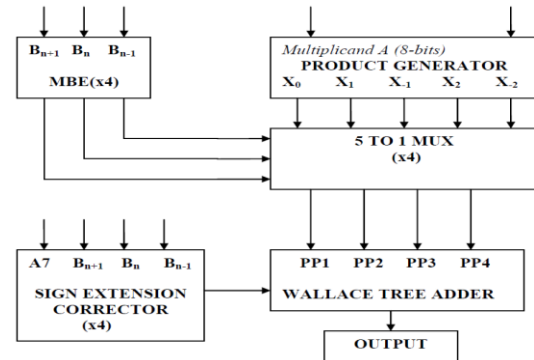 Bn+1 Bn Bn-1
MBE(x4)
Multiplicand A (8-bits)
PRODUCT GENERATOR
X0 X1 X-1 X2 X-2
5 TO 1 MUX
(x4)
A7 Bn+1 Bn Bn-1
SIGN EXTENSION
CORRECTOR
(x4)
PP1 PP2 PP3 PP4
WALLACE TREE ADDER
OUTPUT